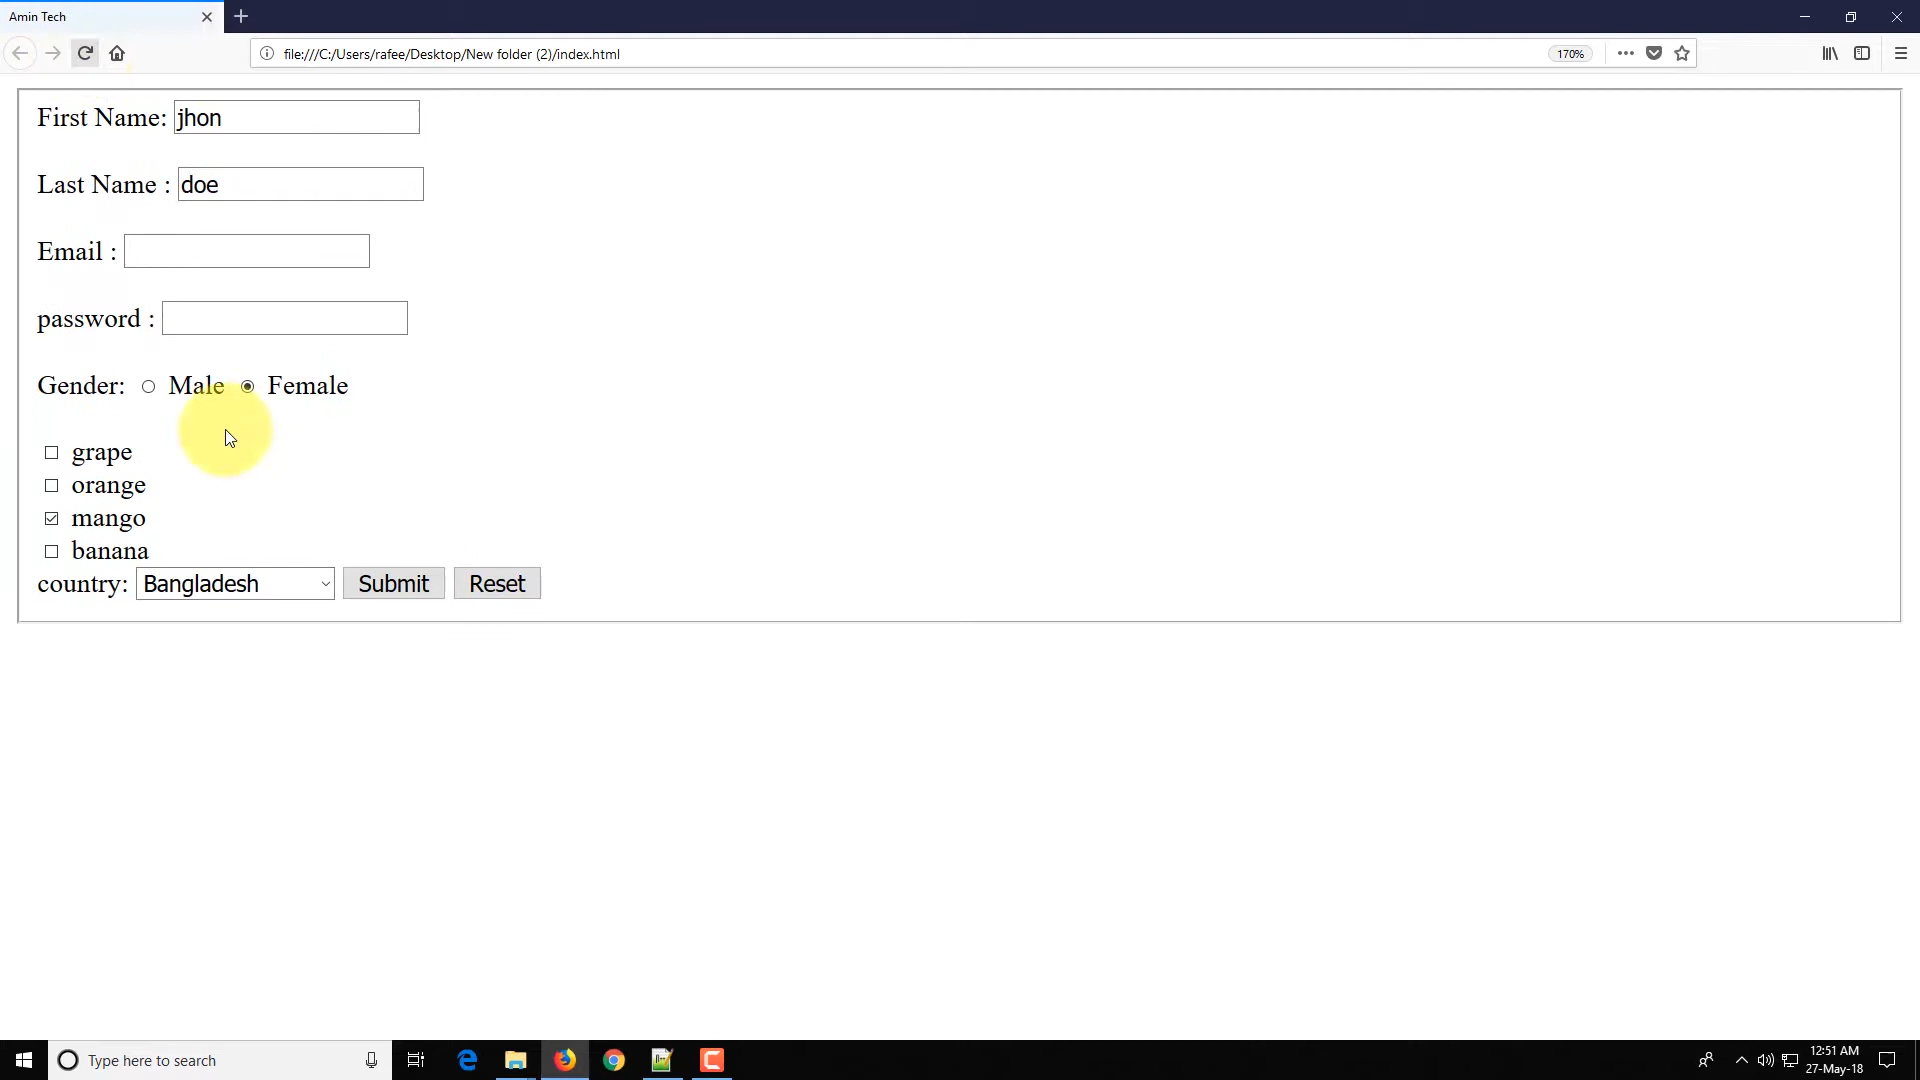 Amin Tech
file:///C:/Users/rafee/Desktop/New folder (2)/index.html 170%
First Name: jhon
Last Name : doe
Email :
password :
Gender: Male Female
grape
orange
mango
banana
country: Bangladesh Submit Reset
Type here to search
12:51 AM
27-May-18